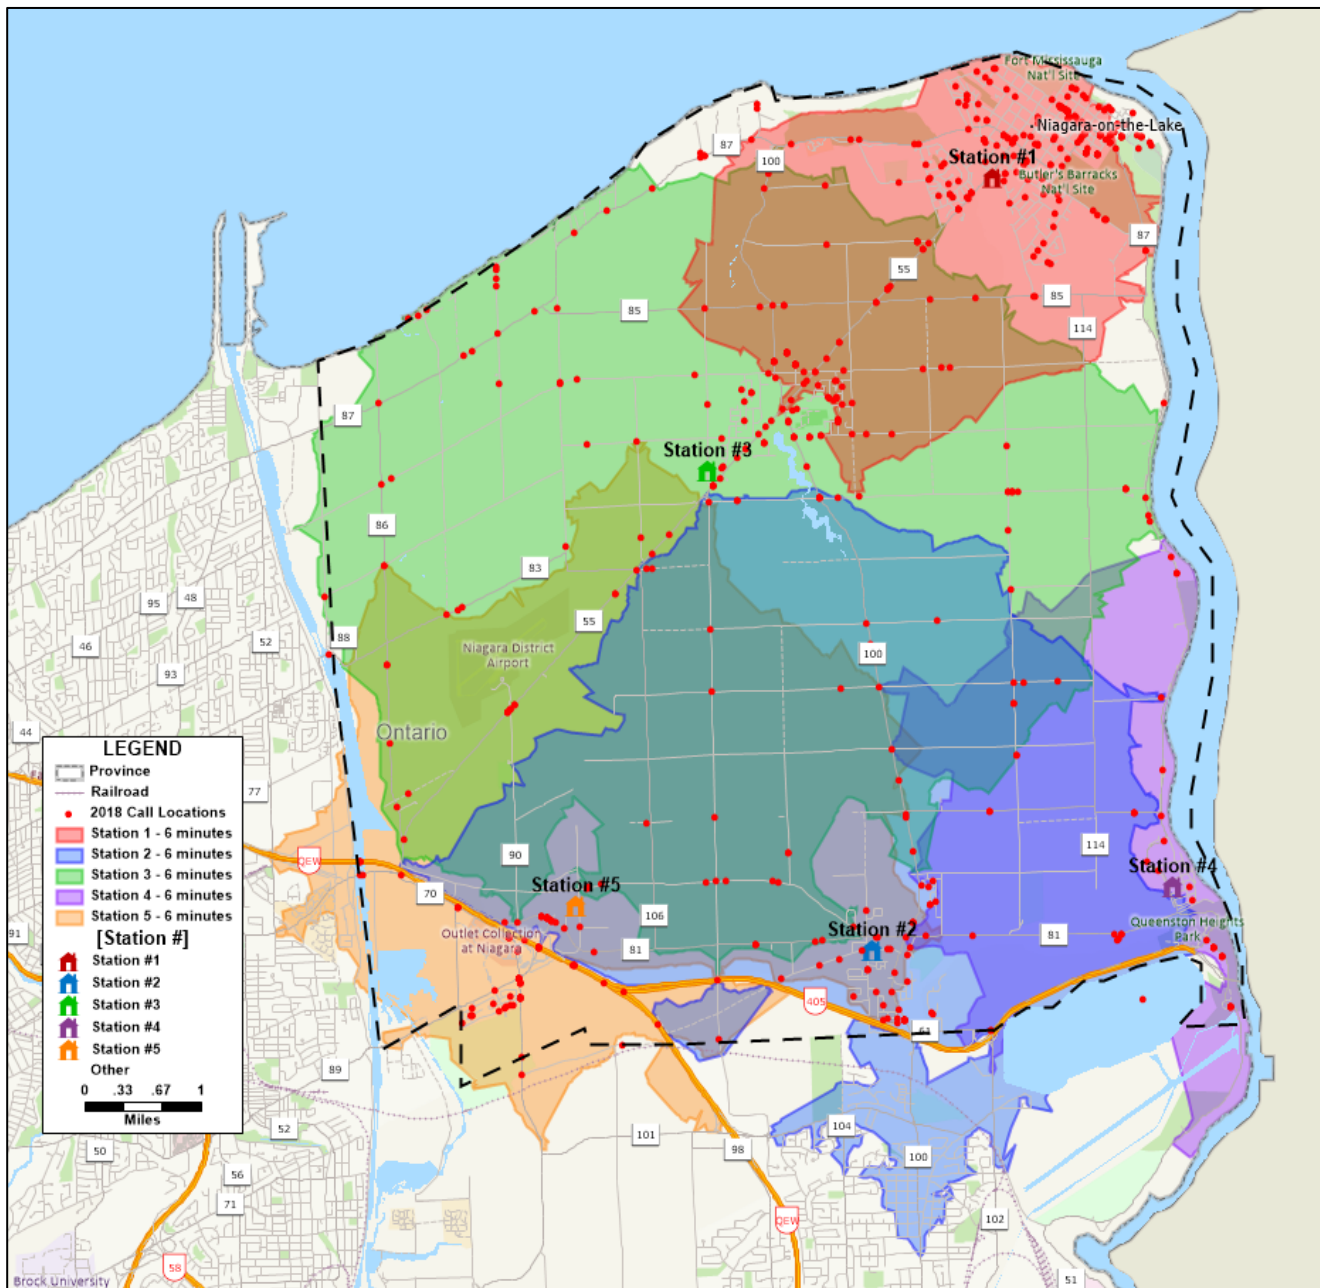 Fort Mississauga
Nat'l Site
Niagara-on-the-Lake
87
100
Station #1
Butler's Barracks
Nat'l Site
87
55
85
85
114
87
Station #3
86
83
95
48
55
88
52
46
100
Niagara District
Airport
93
44
Ontario
LEGEND
Province
Railroad
2018 Call Locations
Station 1 - 6 minutes
Station 2 - 6 minutes
Station 3 - 6 minutes
Station 4 - 6 minutes
Station 5 - 6 minutes
[Station #]
Station #1
Station #2
Station #3
Station #4
Station #5
Other
0 .33 .67 1
Miles
77
QEW
90
114
Station #4
70
Station #5
106
Queenston Heights
Park
Outlet Collection
at Niagara
81
Station #2
81
91
405
61
89
52
101
104
98
50
100
56
71
QEW
102
58
Brock University
51